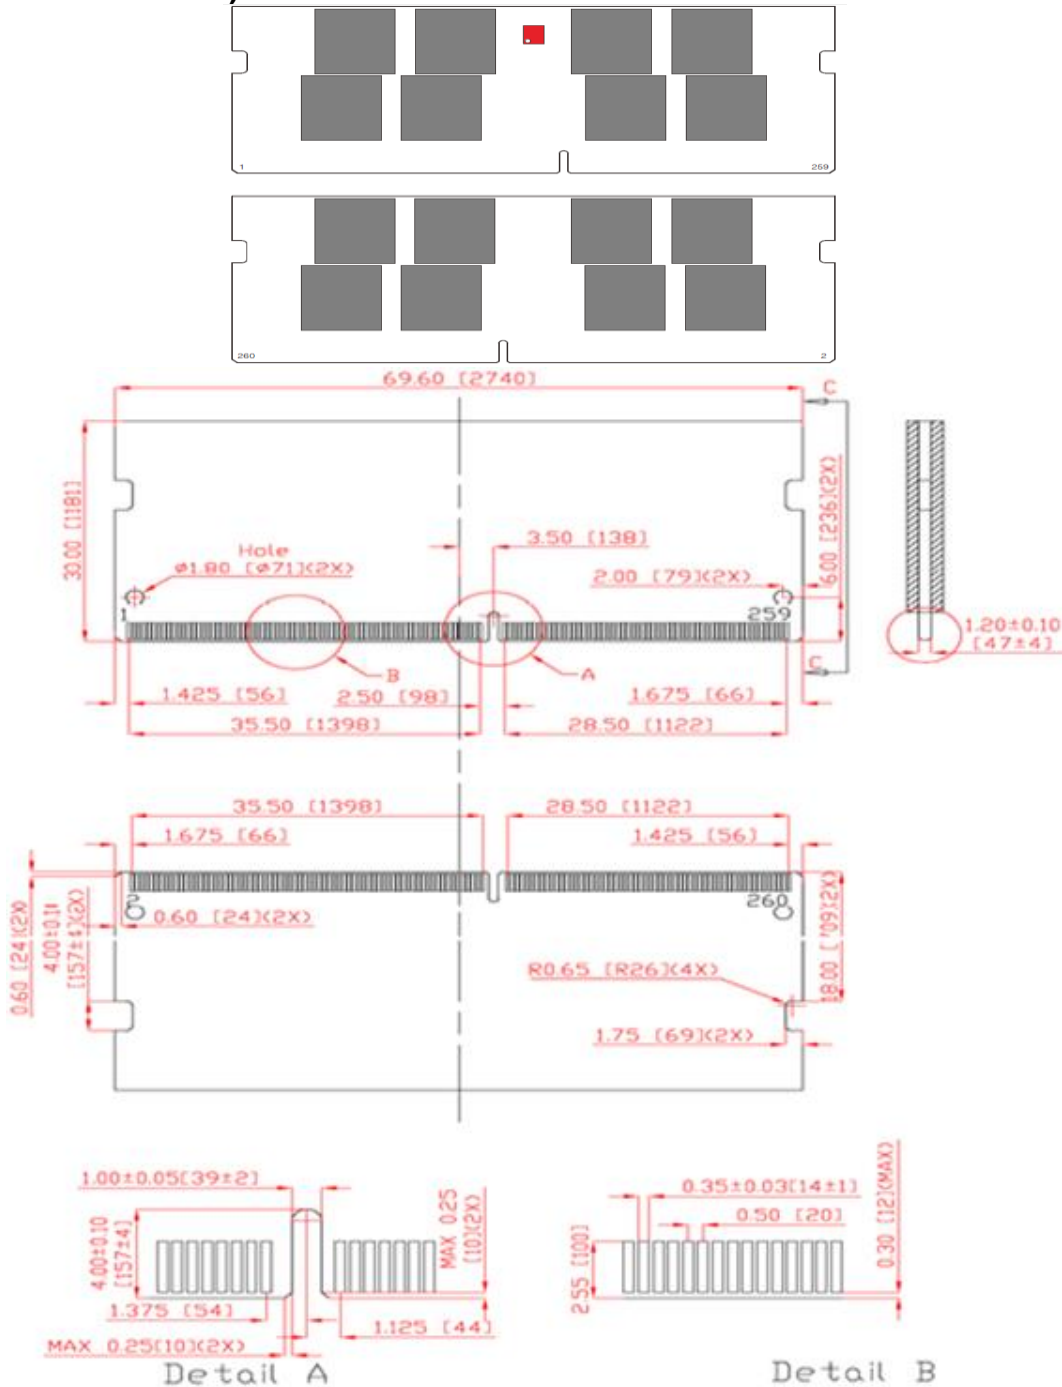 1
259
260
2
69.60 [2740]
C
30.00 [1181]
6.00 [236](2X)
3.50 [138]
Hole
ø1.80 [ø71](2X)
2.00 [79](2X)
1
259
1.20±0.10
[47±4]
B
A
C
1.425 [56]
2.50 [98]
1.675 [66]
35.50 [1398]
28.50 [1122]
35.50 [1398]
28.50 [1122]
1.675 [66]
1.425 [56]
2
260
0.60 [24](2X)
0.60 [24](2X)
4.00±0.10
[157±4](2X)
R0.65 [R26](4X)
18.00 [709](2X)
1.75 [69](2X)
1.00±0.05[39±2]
4.00±0.10
[157±4]
MAX 0.25
[10](2X)
1.375 [54]
1.125 [44]
MAX 0.25[10](2X)
Detail A
0.35±0.03[14±1]
0.50 [20]
2.55 [100]
0.30 [12](MAX)
Detail B